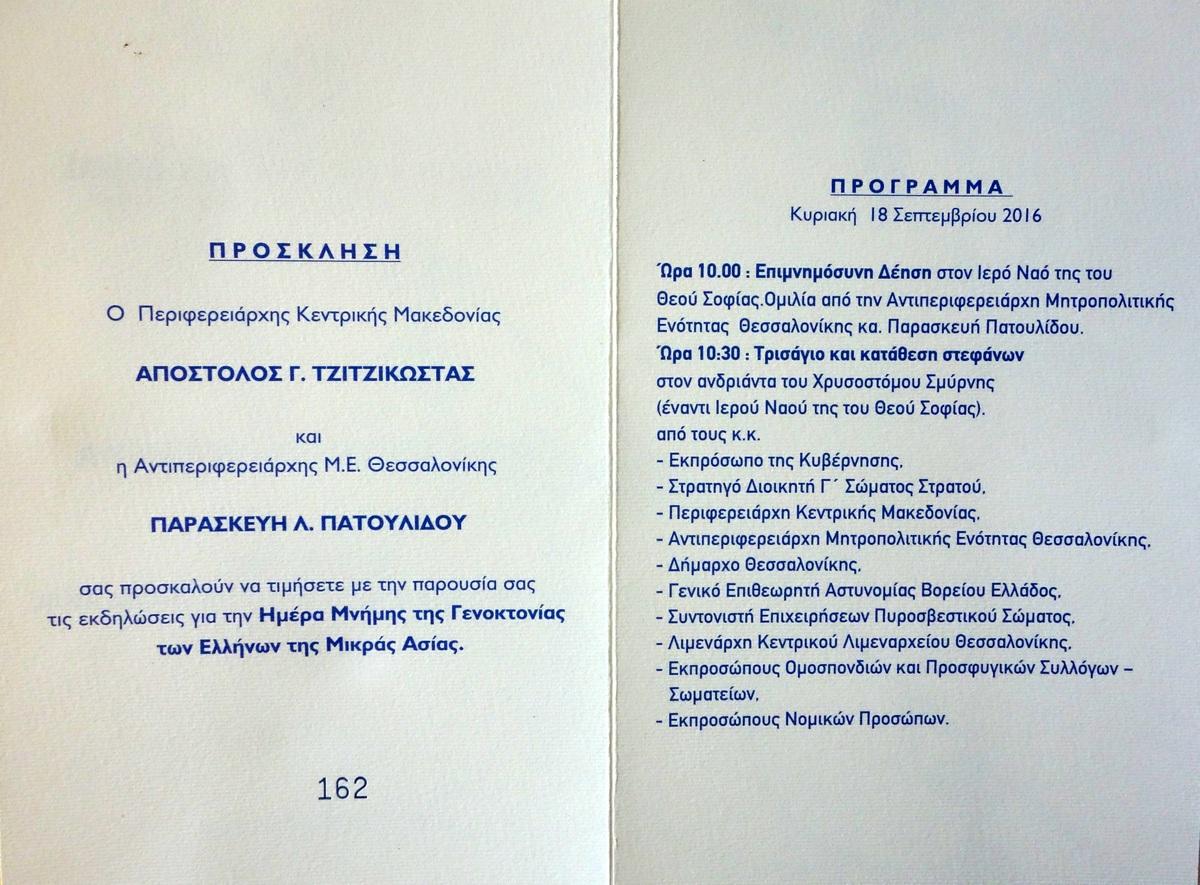 ΠΡΟΣΚΛΗΣΗ
Ο Περιφερειάρχης Κεντρικής Μακεδονίας
ΑΠΟΣΤΟΛΟΣ Γ. ΤΖΙΤΖΙΚΩΣΤΑΣ
και
η Αντιπεριφερειάρχης Μ.Ε. Θεσσαλονίκης
ΠΑΡΑΣΚΕΥΗ Λ. ΠΑΤΟΥΛΙΔΟΥ
σας προσκαλούν να τιμήσετε με την παρουσία σας
τις εκδηλώσεις για την Ημέρα Μνήμης της Γενοκτονίας
των Ελλήνων της Μικράς Ασίας.
162
ΠΡΟΓΡΑΜΜΑ
Κυριακή 18 Σεπτεμβρίου 2016
Ώρα 10.00 : Επιμνημόσυνη Δέηση στον Ιερό Ναό της του
Θεού Σοφίας.Ομιλία από την Αντιπεριφερειάρχη Μητροπολιτικής
Ενότητας Θεσσαλονίκης κα. Παρασκευή Πατουλίδου.
Ώρα 10:30 : Τρισάγιο και κατάθεση στεφάνων
στον ανδριάντα του Χρυσοστόμου Σμύρνης
(έναντι Ιερού Ναού της του Θεού Σοφίας).
από τους κ.κ.
- Εκπρόσωπο της Κυβέρνησης,
- Στρατηγό Διοικητή Γ΄ Σώματος Στρατού,
- Περιφερειάρχη Κεντρικής Μακεδονίας,
- Αντιπεριφερειάρχη Μητροπολιτικής Ενότητας Θεσσαλονίκης,
- Δήμαρχο Θεσσαλονίκης,
- Γενικό Επιθεωρητή Αστυνομίας Βορείου Ελλάδος,
- Συντονιστή Επιχειρήσεων Πυροσβεστικού Σώματος,
- Λιμενάρχη Κεντρικού Λιμεναρχείου Θεσσαλονίκης,
- Εκπροσώπους Ομοσπονδιών και Προσφυγικών Συλλόγων –
Σωματείων,
- Εκπροσώπους Νομικών Προσώπων.